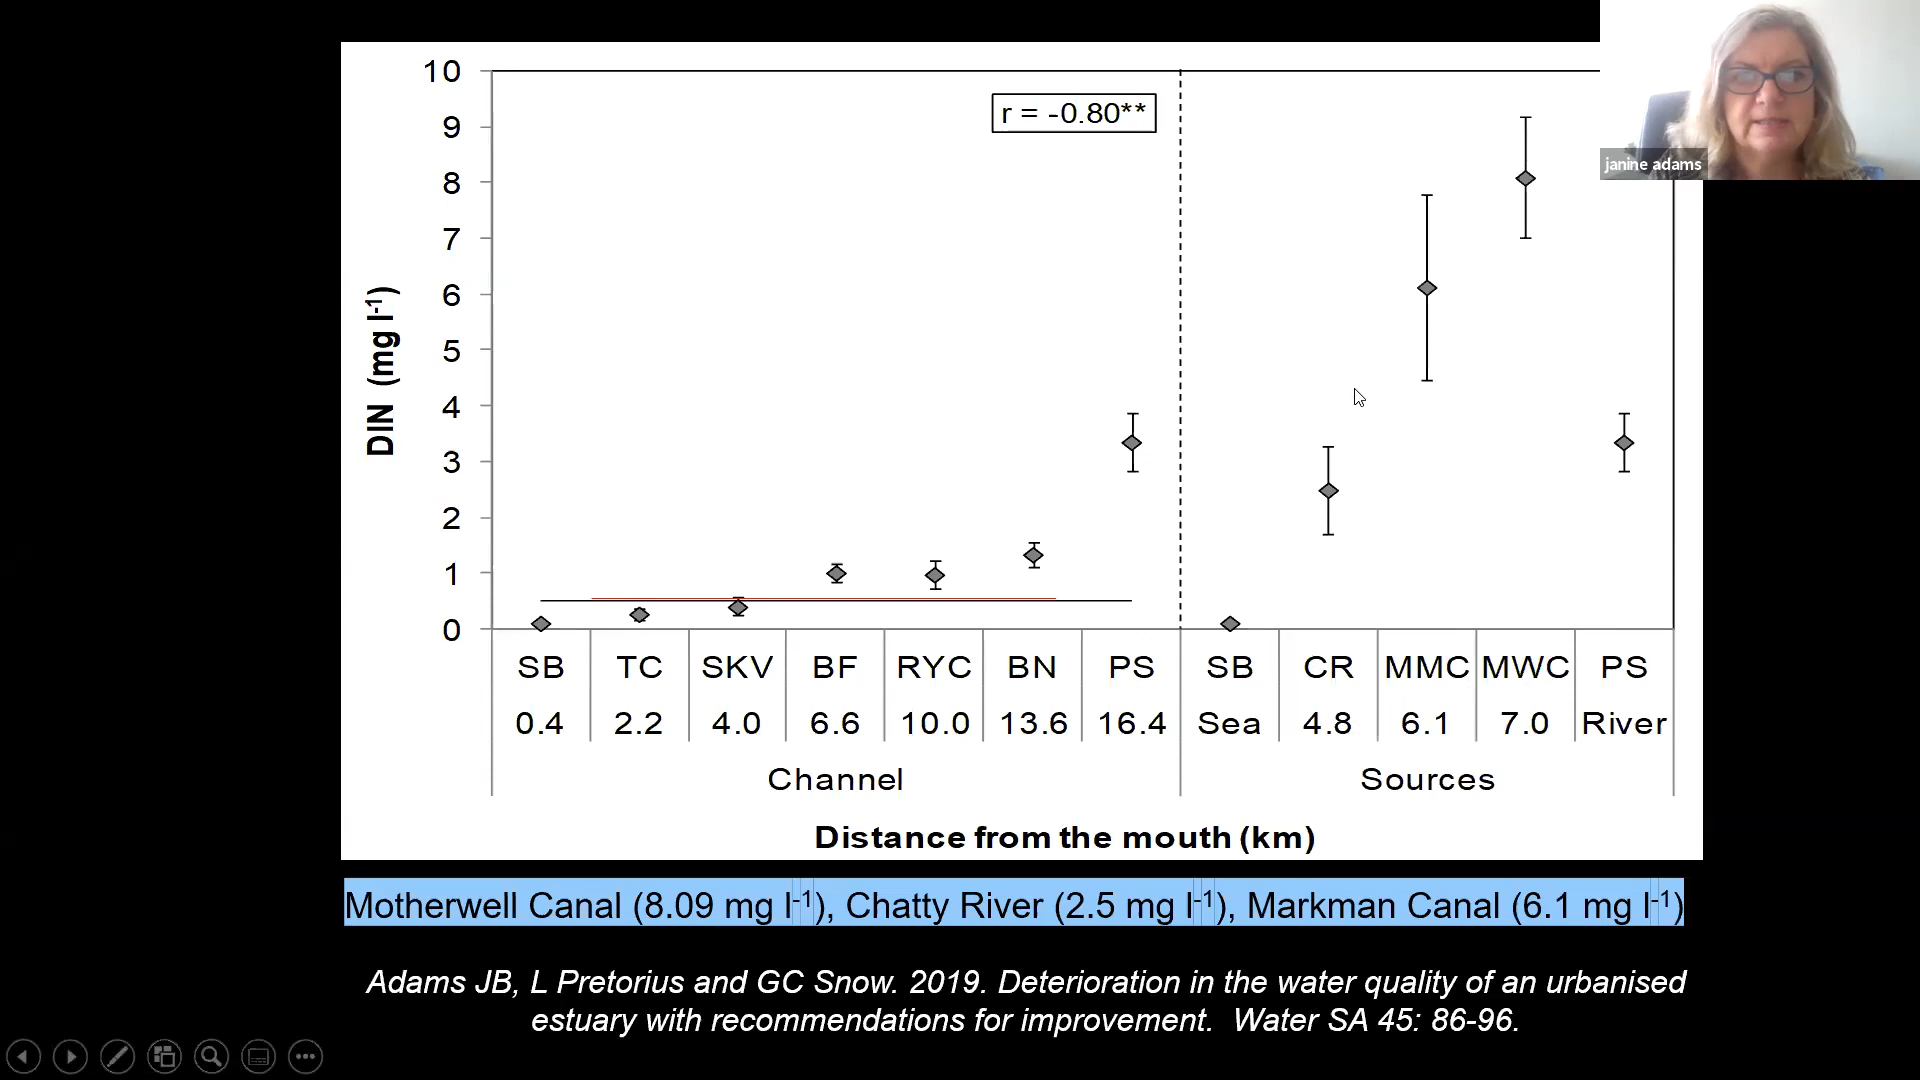 10
r = -0.80**
9
janine adams
8
7
6
5
4
3
2
1
0
DIN (mg l-1)
SB TC SKV BF RYC BN PS SB CR MMC MWC PS
0.4 2.2 4.0 6.6 10.0 13.6 16.4 Sea 4.8 6.1 7.0 River
Channel Sources
Distance from the mouth (km)
Motherwell Canal (8.09 mg l-1), Chatty River (2.5 mg l-1), Markman Canal (6.1 mg l-1)
Adams JB, L Pretorius and GC Snow. 2019. Deterioration in the water quality of an urbanised
estuary with recommendations for improvement. Water SA 45: 86-96.